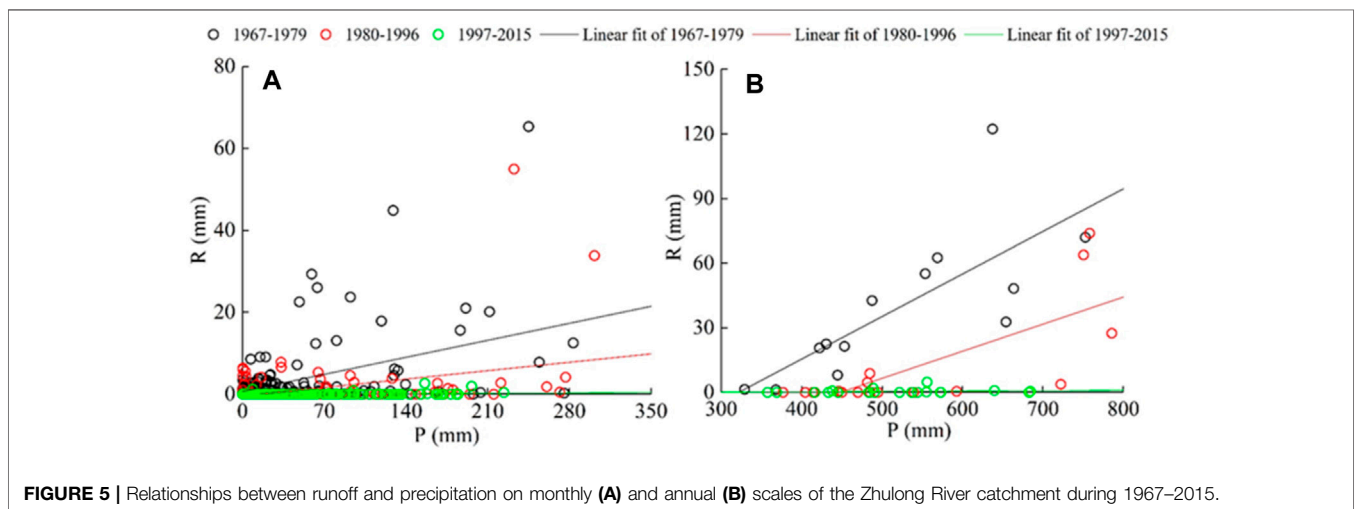 1967-1979 1980-1996 1997-2015 Linear fit of 1967-1979 Linear fit of 1980-1996 Linear fit of 1997-2015
A
80
60
40
20
0
R (mm)
0 70 140 210 280 350
P (mm)
B
150
120
90
60
30
0
R (mm)
300 400 500 600 700 800
P (mm)
FIGURE 5 | Relationships between runoff and precipitation on monthly (A) and annual (B) scales of the Zhulong River catchment during 1967–2015.